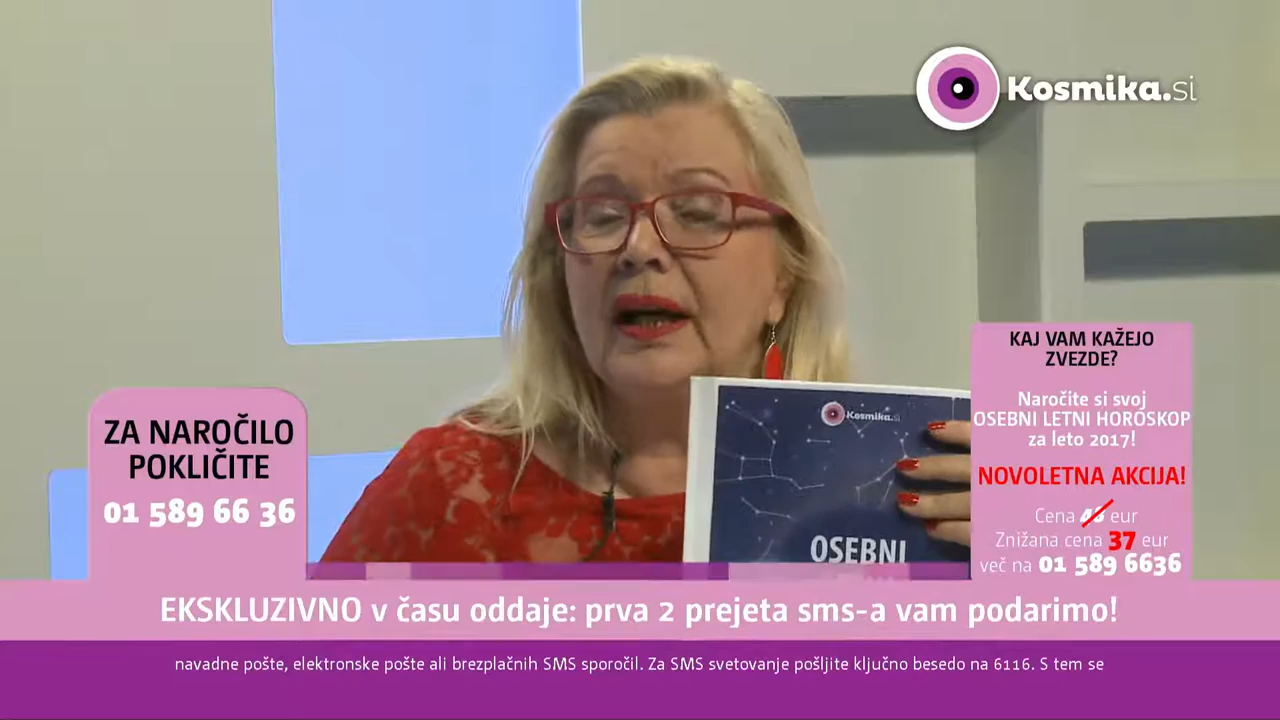 Kosmika.si
KAJ VAM KAŽEJO
ZVEZDE?
Naročite si svoj
OSEBNI LETNI HOROSKOP
za leto 2017!
NOVOLETNA AKCIJA!
Cena eur
Znižana cena 37 eur
več na 01 589 6636
ZA NAROČILO
POKLIČITE
01 589 66 36
Kosmika.si
OSEBNI
EKSKLUZIVNO v času oddaje: prva 2 prejeta sms-a vam podarimo!
navadne pošte, elektronske pošte ali brezplačnih SMS sporočil. Za SMS svetovanje pošljite ključno besedo na 6116. S tem se